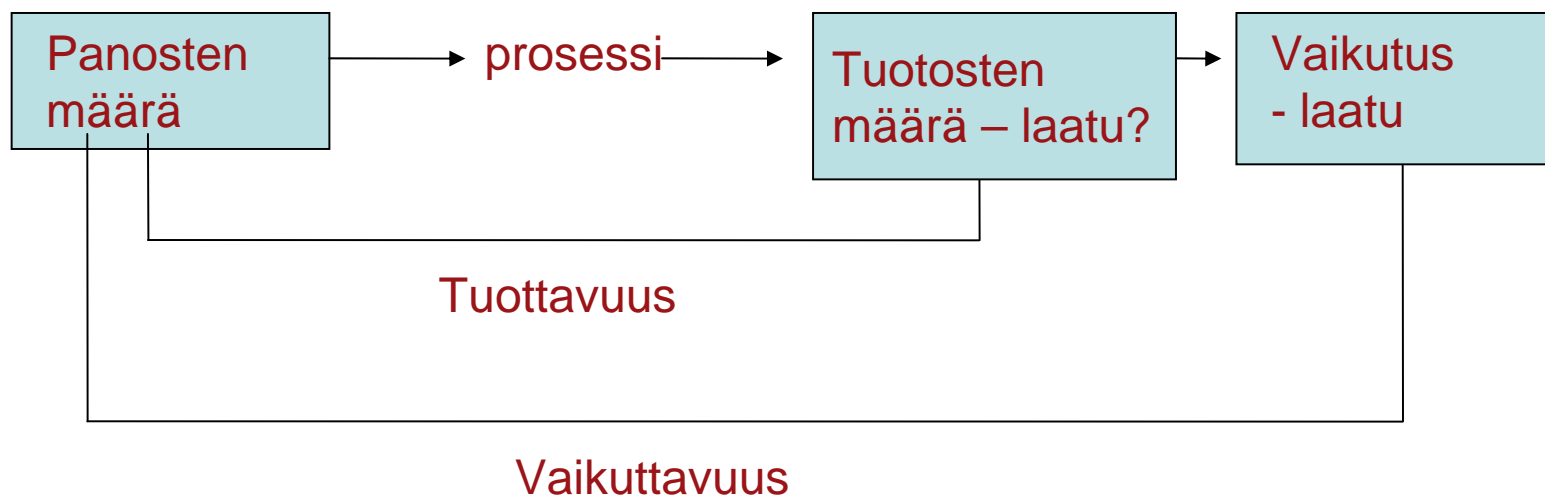 Panosten
määrä
prosessi
Tuotosten
määrä – laatu?
Vaikutus
- laatu
Tuottavuus
Vaikuttavuus